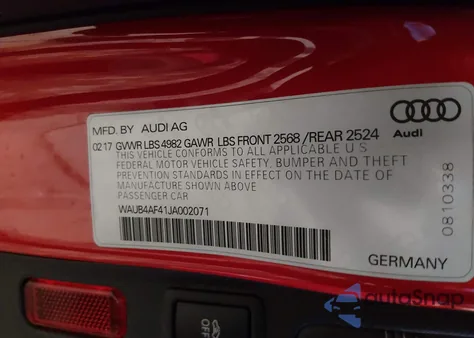 MFD. BY AUDI AG
02 17 GVWR LBS 4982 GAWR LBS FRONT 2568 /REAR 2524
THIS VEHICLE CONFORMS TO ALL APPLICABLE U S
FEDERAL MOTOR VEHICLE SAFETY, BUMPER AND THEFT
PREVENTION STANDARDS IN EFFECT ON THE DATE OF
MANUFACTURE SHOWN ABOVE
PASSENGER CAR
WAUB4AF41JA002071
Audi
0810338
GERMANY
OFF
autoSnap